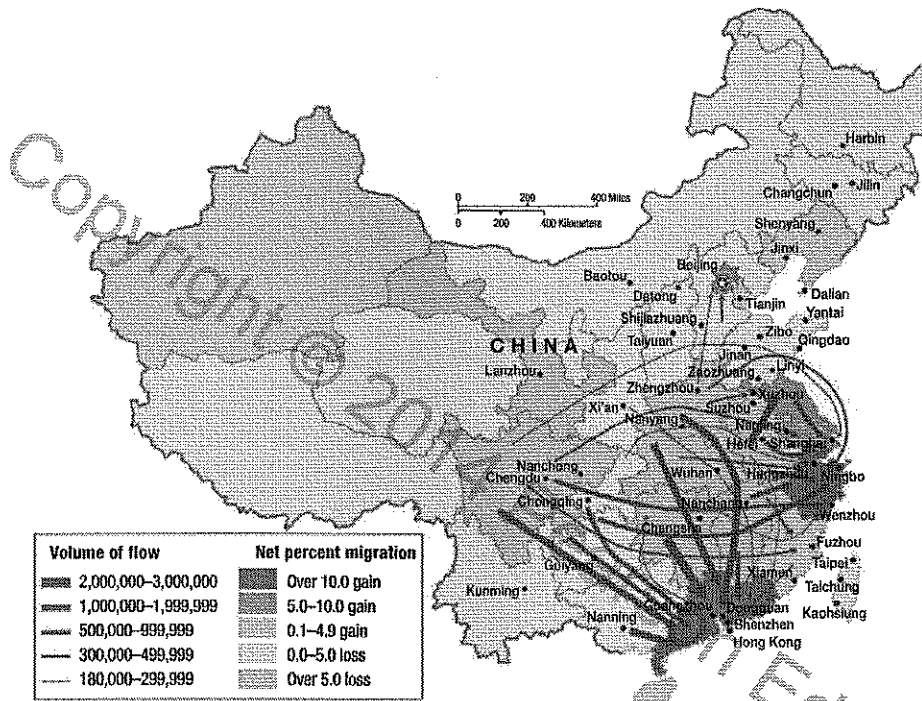 Harbin
Changchun
Jilin
0 200 400 Miles
0 200 400 Kilometers
Shenyang
Jinxi
Beijing
Baotou
Datong
Tianjin
Dalian
Yantai
Shijiazhuang
Taiyuan
Zibo
Qingdao
CHINA
Jinan
Linyi
Lanzhou
Zaozhuang
Zhengzhou
Xuzhou
Xi'an
Suzhou
Nanyang
Nanjing
Hefei
Shanghai
Nanchong
Chengdu
Wuhan
Hangzhou
Ningbo
Chongqing
Nanchang
Wenzhou
Changsha
Fuzhou
Guiyang
Taipei
Xiamen
Taichung
Kunming
Guangzhou
Dongguan
Kaohsiung
Nanning
Shenzhen
Hong Kong
Volume of flow
2,000,000–3,000,000
1,000,000–1,999,999
500,000–999,999
300,000–499,999
180,000–299,999
Net percent migration
Over 10.0 gain
5.0–10.0 gain
0.1–4.9 gain
0.0–5.0 loss
Over 5.0 loss
Copyright ©